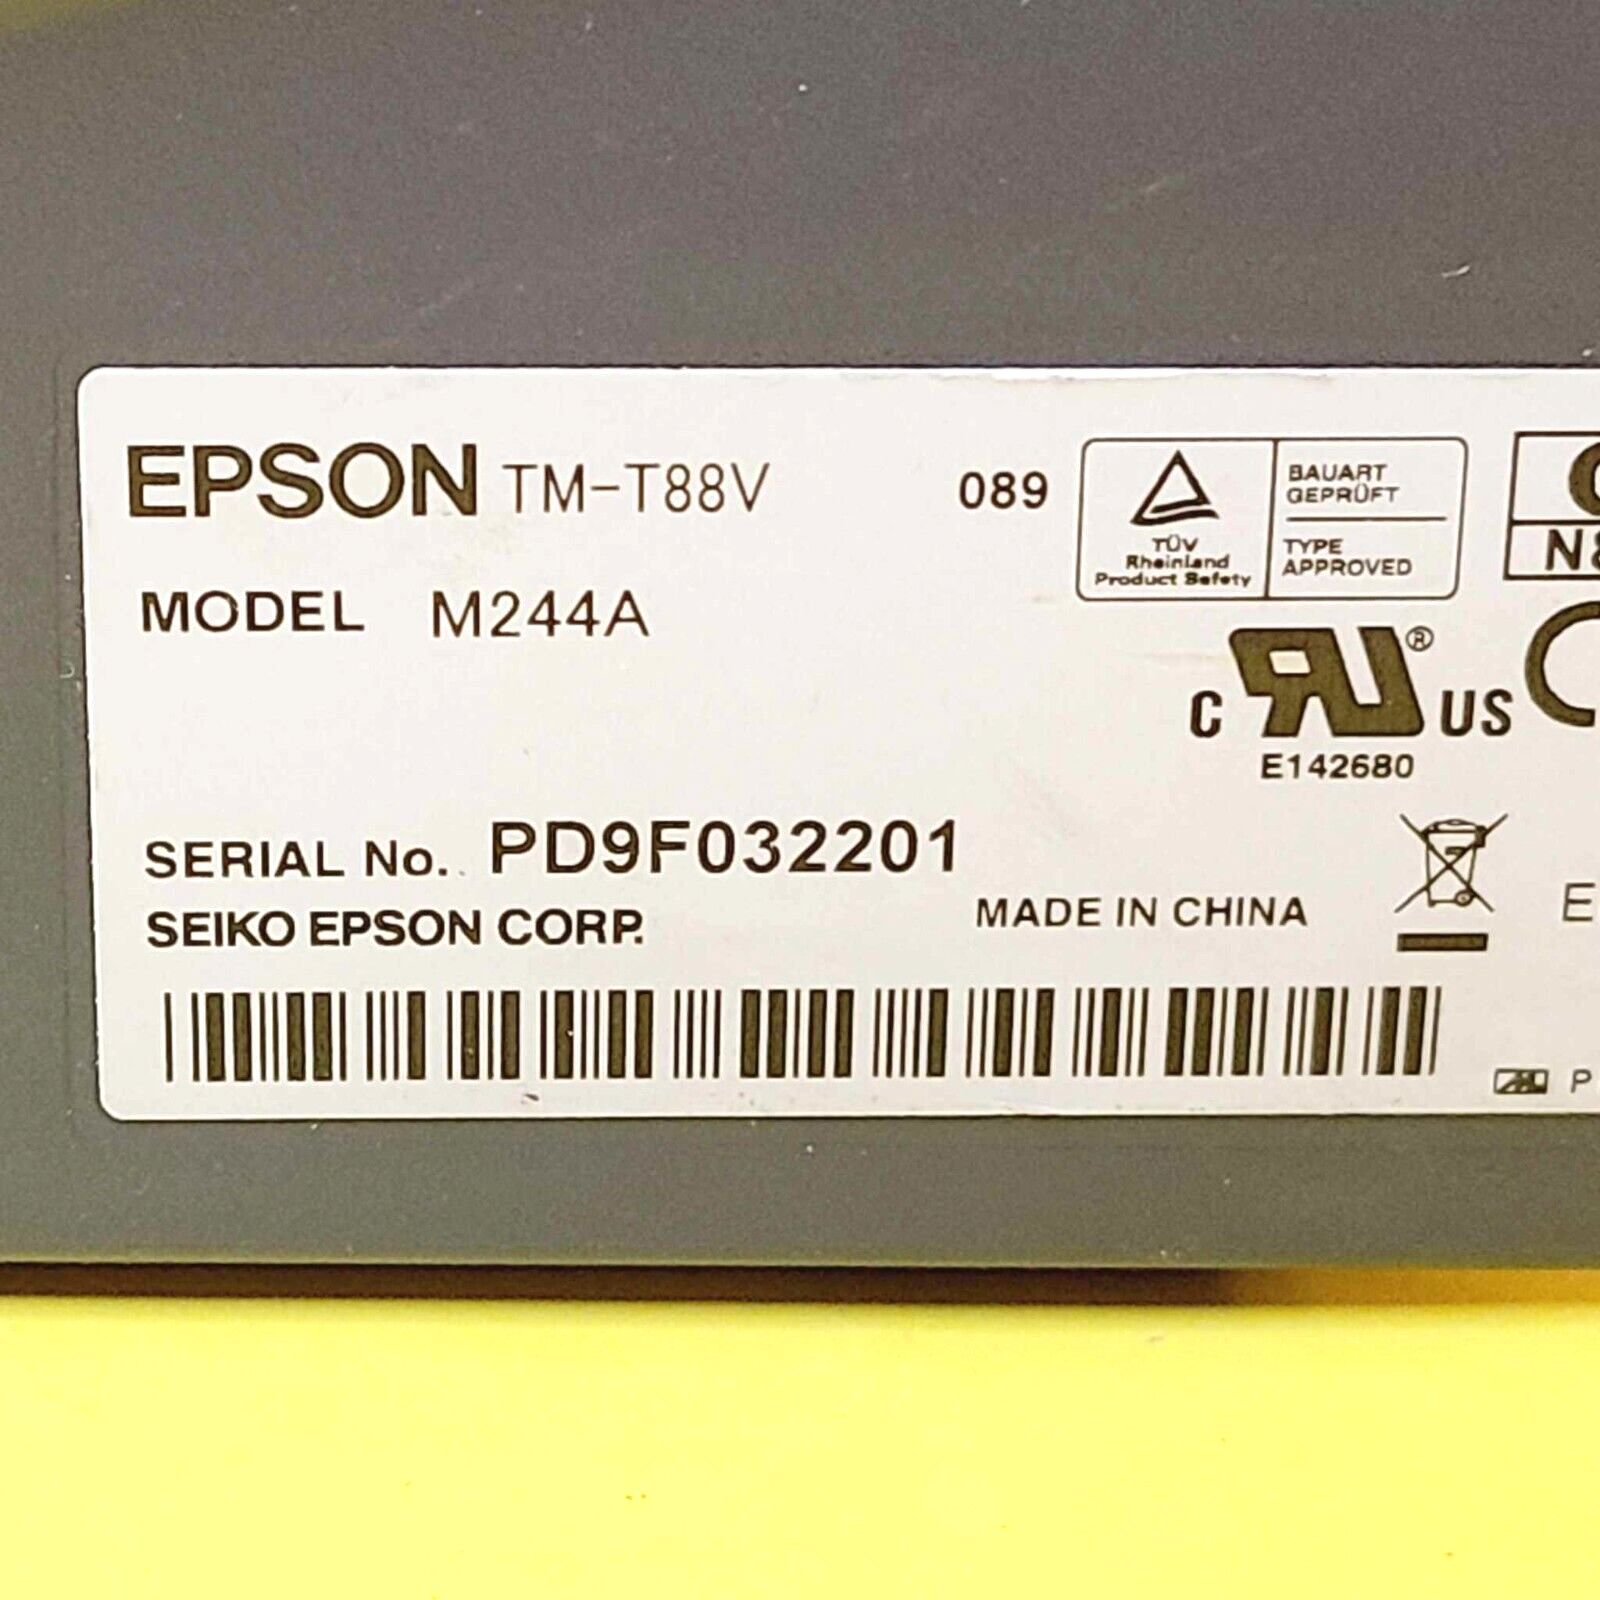 EPSON TM-T88V 089
TÜV
Rheinland
Product Safety
BAUART
GEPRÜFT
TYPE
APPROVED
MODEL M244A
C UL® US
E142680
SERIAL No. PD9F032201
SEIKO EPSON CORP.
MADE IN CHINA